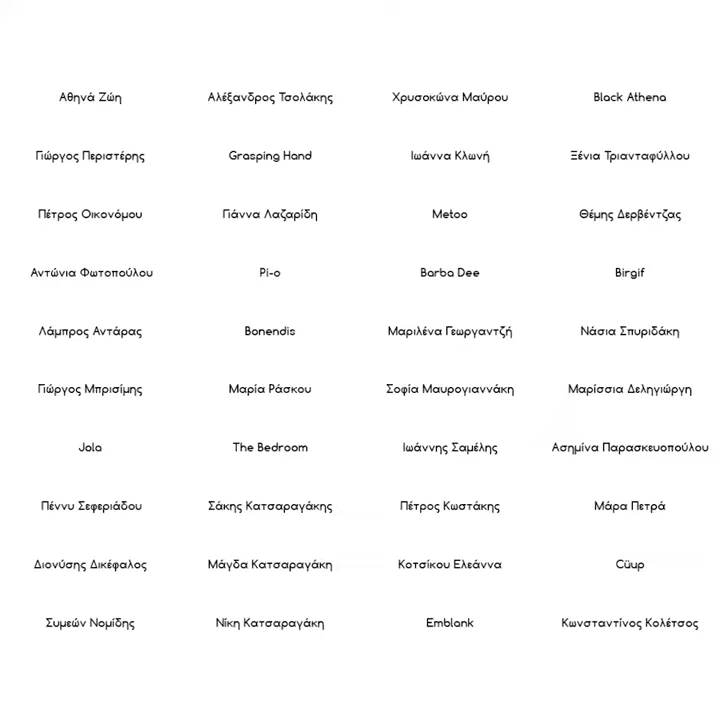 Αθηνά Ζώη
Αλέξανδρος Τσολάκης
Χρυσοκώνα Μαύρου
Black Athena
Γιώργος Περιστέρης
Grasping Hand
Ιωάννα Κλωνή
Ξένια Τριανταφύλλου
Πέτρος Οικονόμου
Γιάννα Λαζαρίδη
Metoo
Θέμης Δερβέντζας
Αντώνια Φωτοπούλου
Pi-o
Barba Dee
Birgif
Λάμπρος Αντάρας
Bonendis
Μαριλένα Γεωργαντζή
Νάσια Σπυριδάκη
Γιώργος Μπρισίμης
Μαρία Ράσκου
Σοφία Μαυρογιαννάκη
Μαρίσσια Δεληγιώργη
Jola
The Bedroom
Ιωάννης Σαμέλης
Ασημίνα Παρασκευοπούλου
Πέννυ Σεφεριάδου
Σάκης Κατσαραγάκης
Πέτρος Κωστάκης
Μάρα Πετρά
Διονύσης Δικέφαλος
Μάγδα Κατσαραγάκη
Κοτσίκου Ελεάννα
Cüup
Συμεών Νομίδης
Νίκη Κατσαραγάκη
Emblank
Κωνσταντίνος Κολέτσος